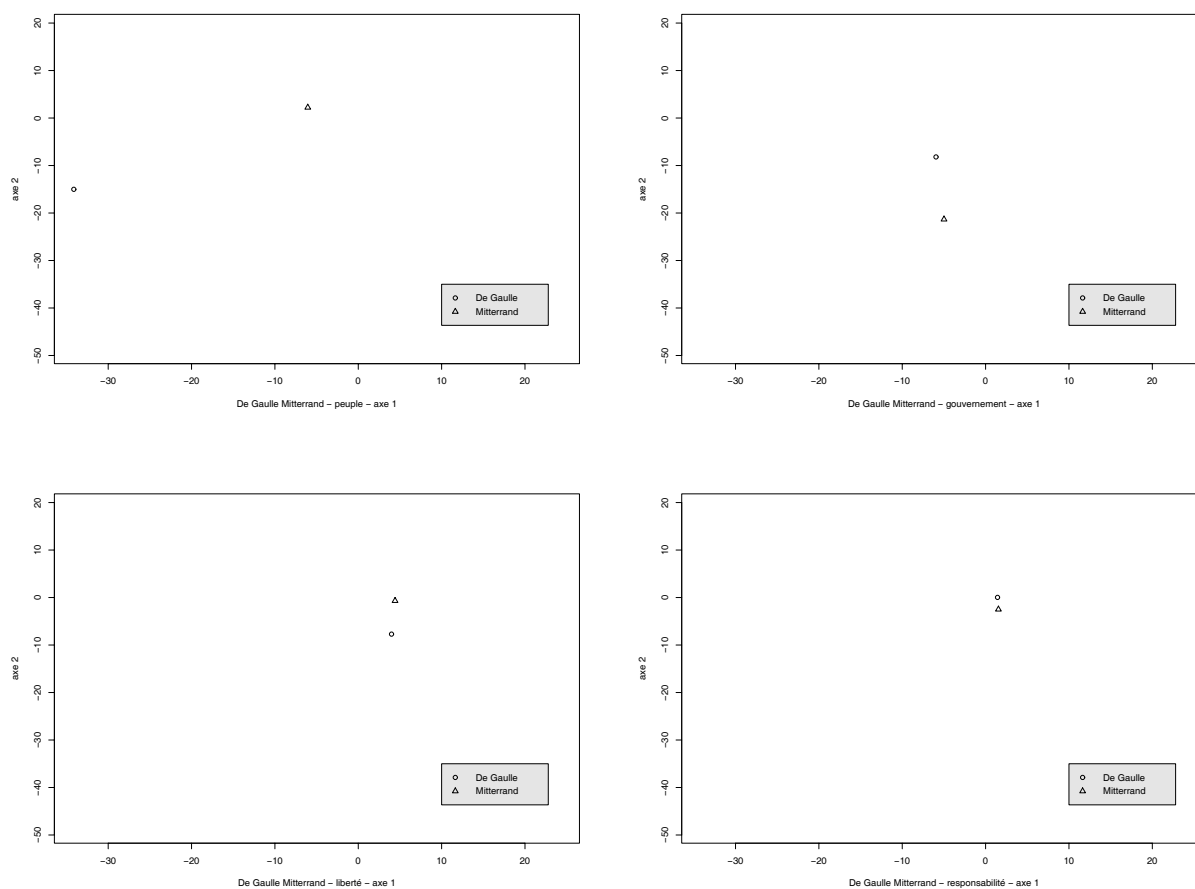 20
10
0
−10
−20
−30
−40
−50
axe 2
De Gaulle
Mitterrand
−30 −20 −10 0 10 20
De Gaulle Mitterrand − peuple − axe 1
20
10
0
−10
−20
−30
−40
−50
axe 2
De Gaulle
Mitterrand
−30 −20 −10 0 10 20
De Gaulle Mitterrand − gouvernement − axe 1
20
10
0
−10
−20
−30
−40
−50
axe 2
De Gaulle
Mitterrand
−30 −20 −10 0 10 20
De Gaulle Mitterrand − liberté − axe 1
20
10
0
−10
−20
−30
−40
−50
axe 2
De Gaulle
Mitterrand
−30 −20 −10 0 10 20
De Gaulle Mitterrand − responsabilité − axe 1